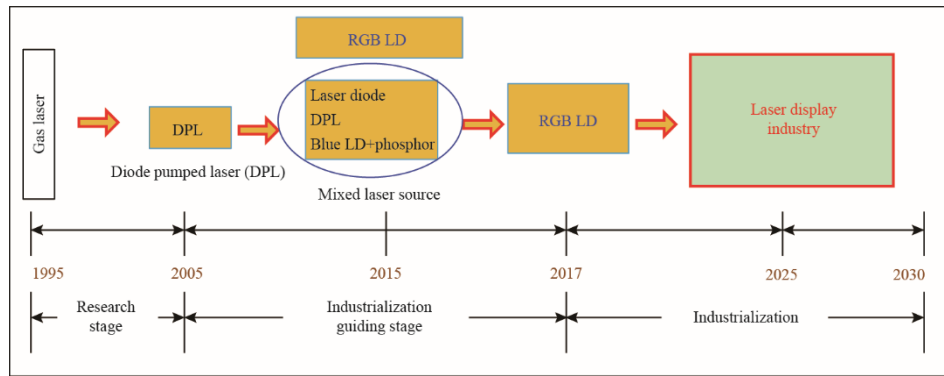 Gas laser
DPL
Diode pumped laser (DPL)
RGB LD
Laser diode
DPL
Blue LD+phosphor
Mixed laser source
RGB LD
Laser display
industry
1995
2005
2015
2017
2025
2030
Research
stage
Industrialization
guiding stage
Industrialization